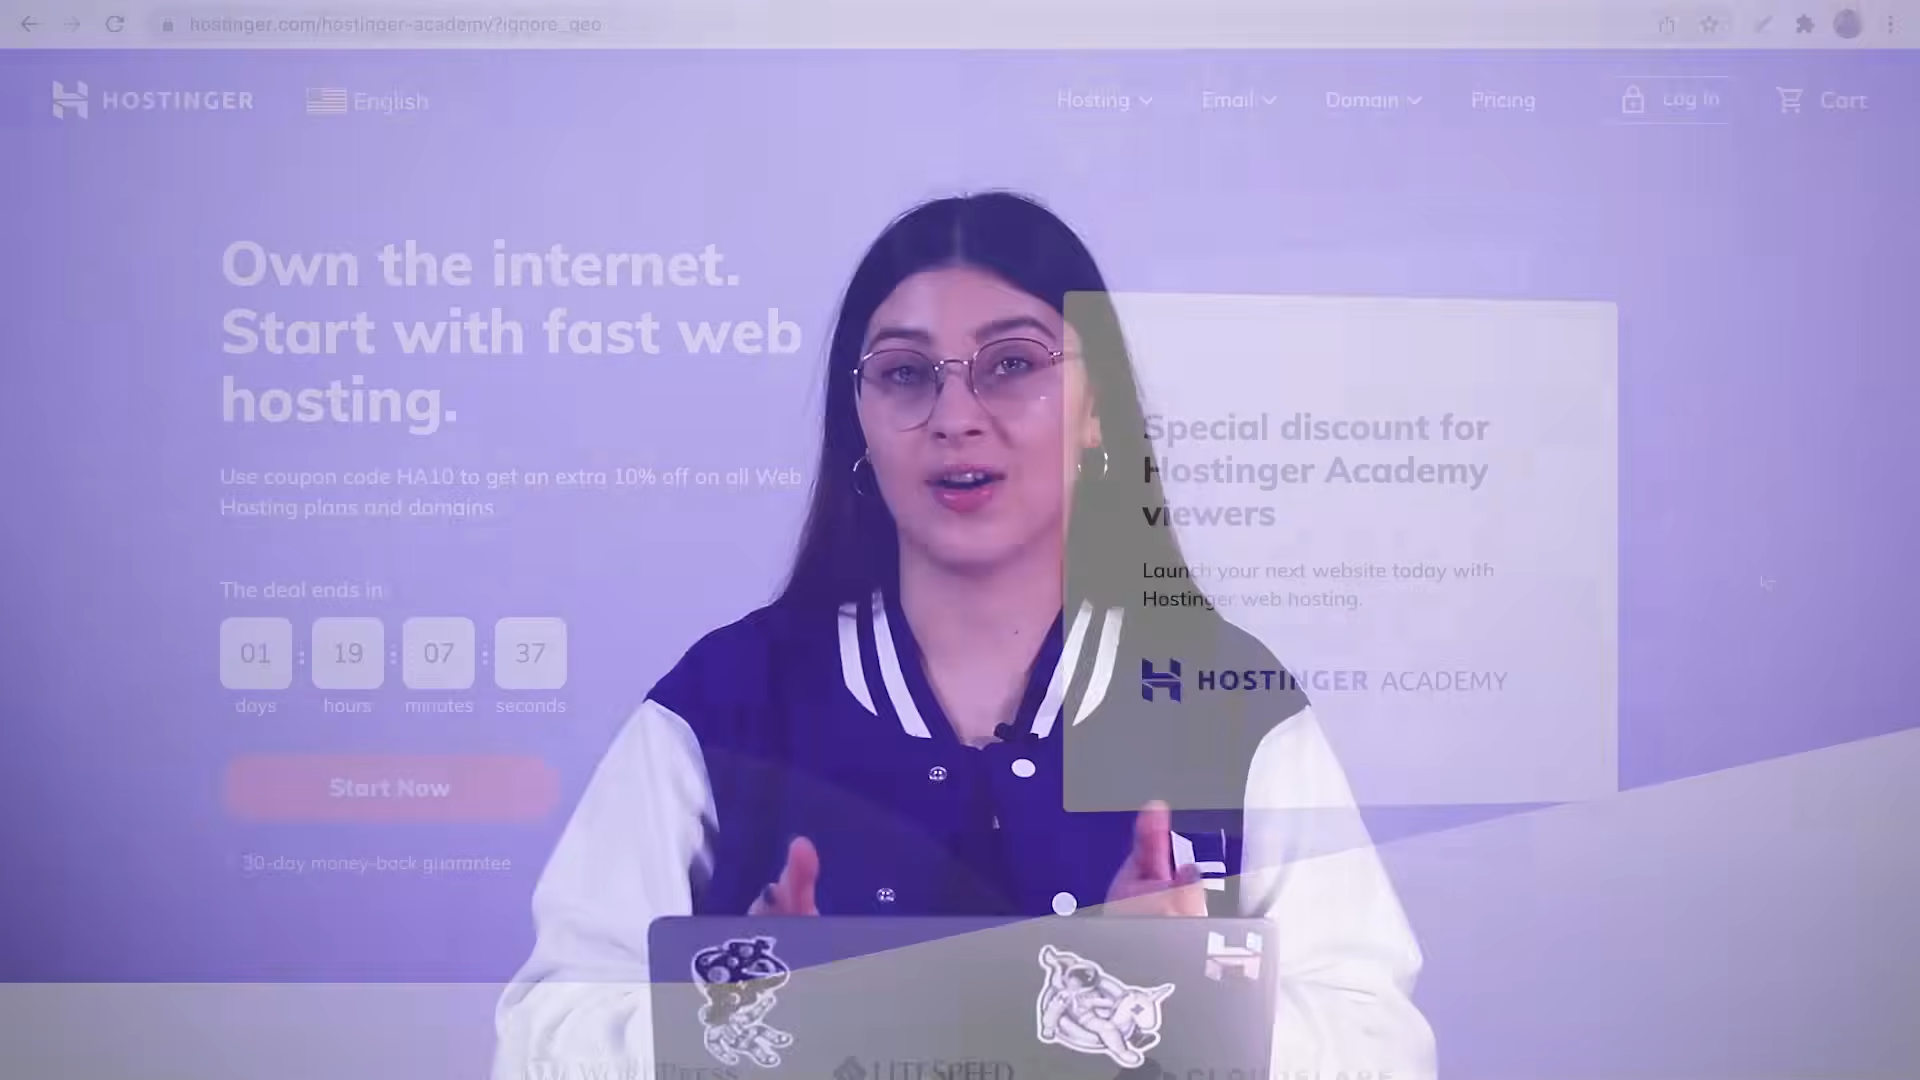 hostinger.com/hostinger-academy?ignore_geo
HOSTINGER
English
Hosting
Email
Domain
Pricing
Log In
Cart
Own the internet.
Start with fast web
hosting.
Use coupon code HA10 to get an extra 10% off on all Web
Hosting plans and domains
The deal ends in:
01 : 19 : 07 : 37
days hours minutes seconds
Start Now
30-day money-back guarantee
Special discount for
Hostinger Academy
viewers
Launch your next website today with
Hostinger web hosting.
HOSTINGER ACADEMY
WORDPRESS
LITESPEED
CLOUDFLARE